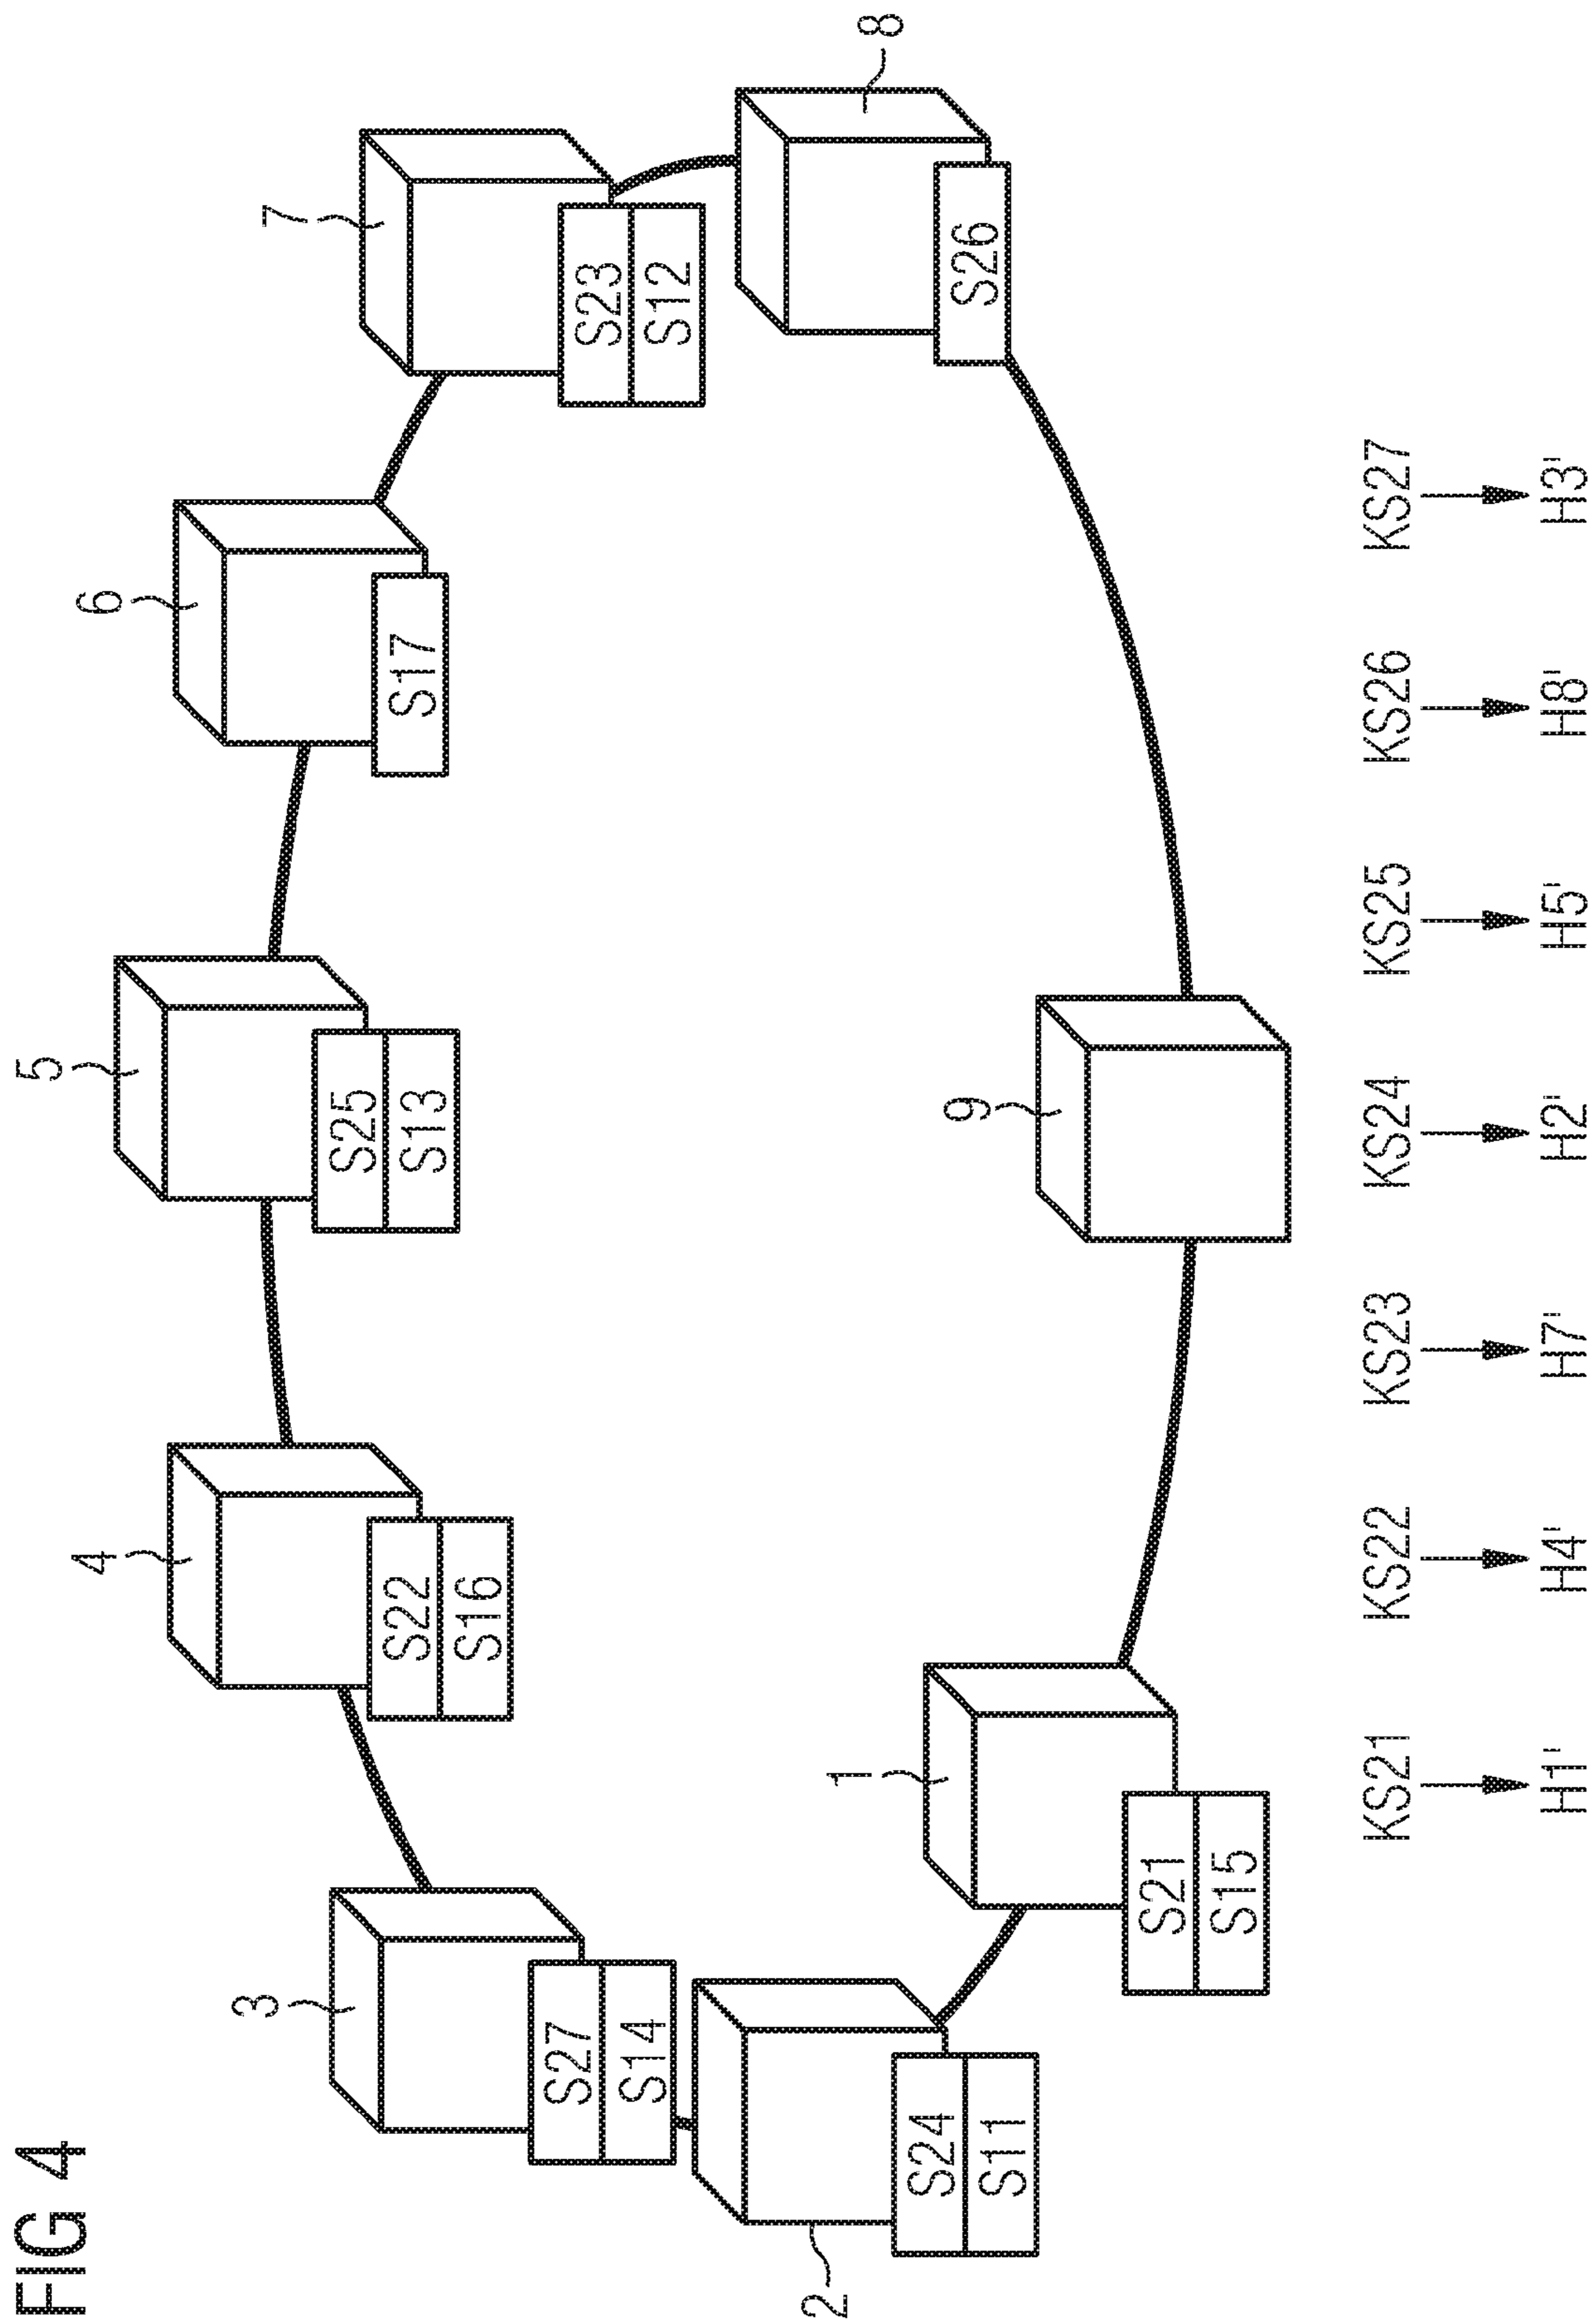 FIG 4
5
4
6
3
7
S25
S13
S22
S16
S17
S27
S14
S23
S12
2
1
9
8
S24
S11
S21
S15
S26
KS21 KS22 KS23 KS24 KS25 KS26 KS27
H1' H4' H7' H2' H5' H8' H3'